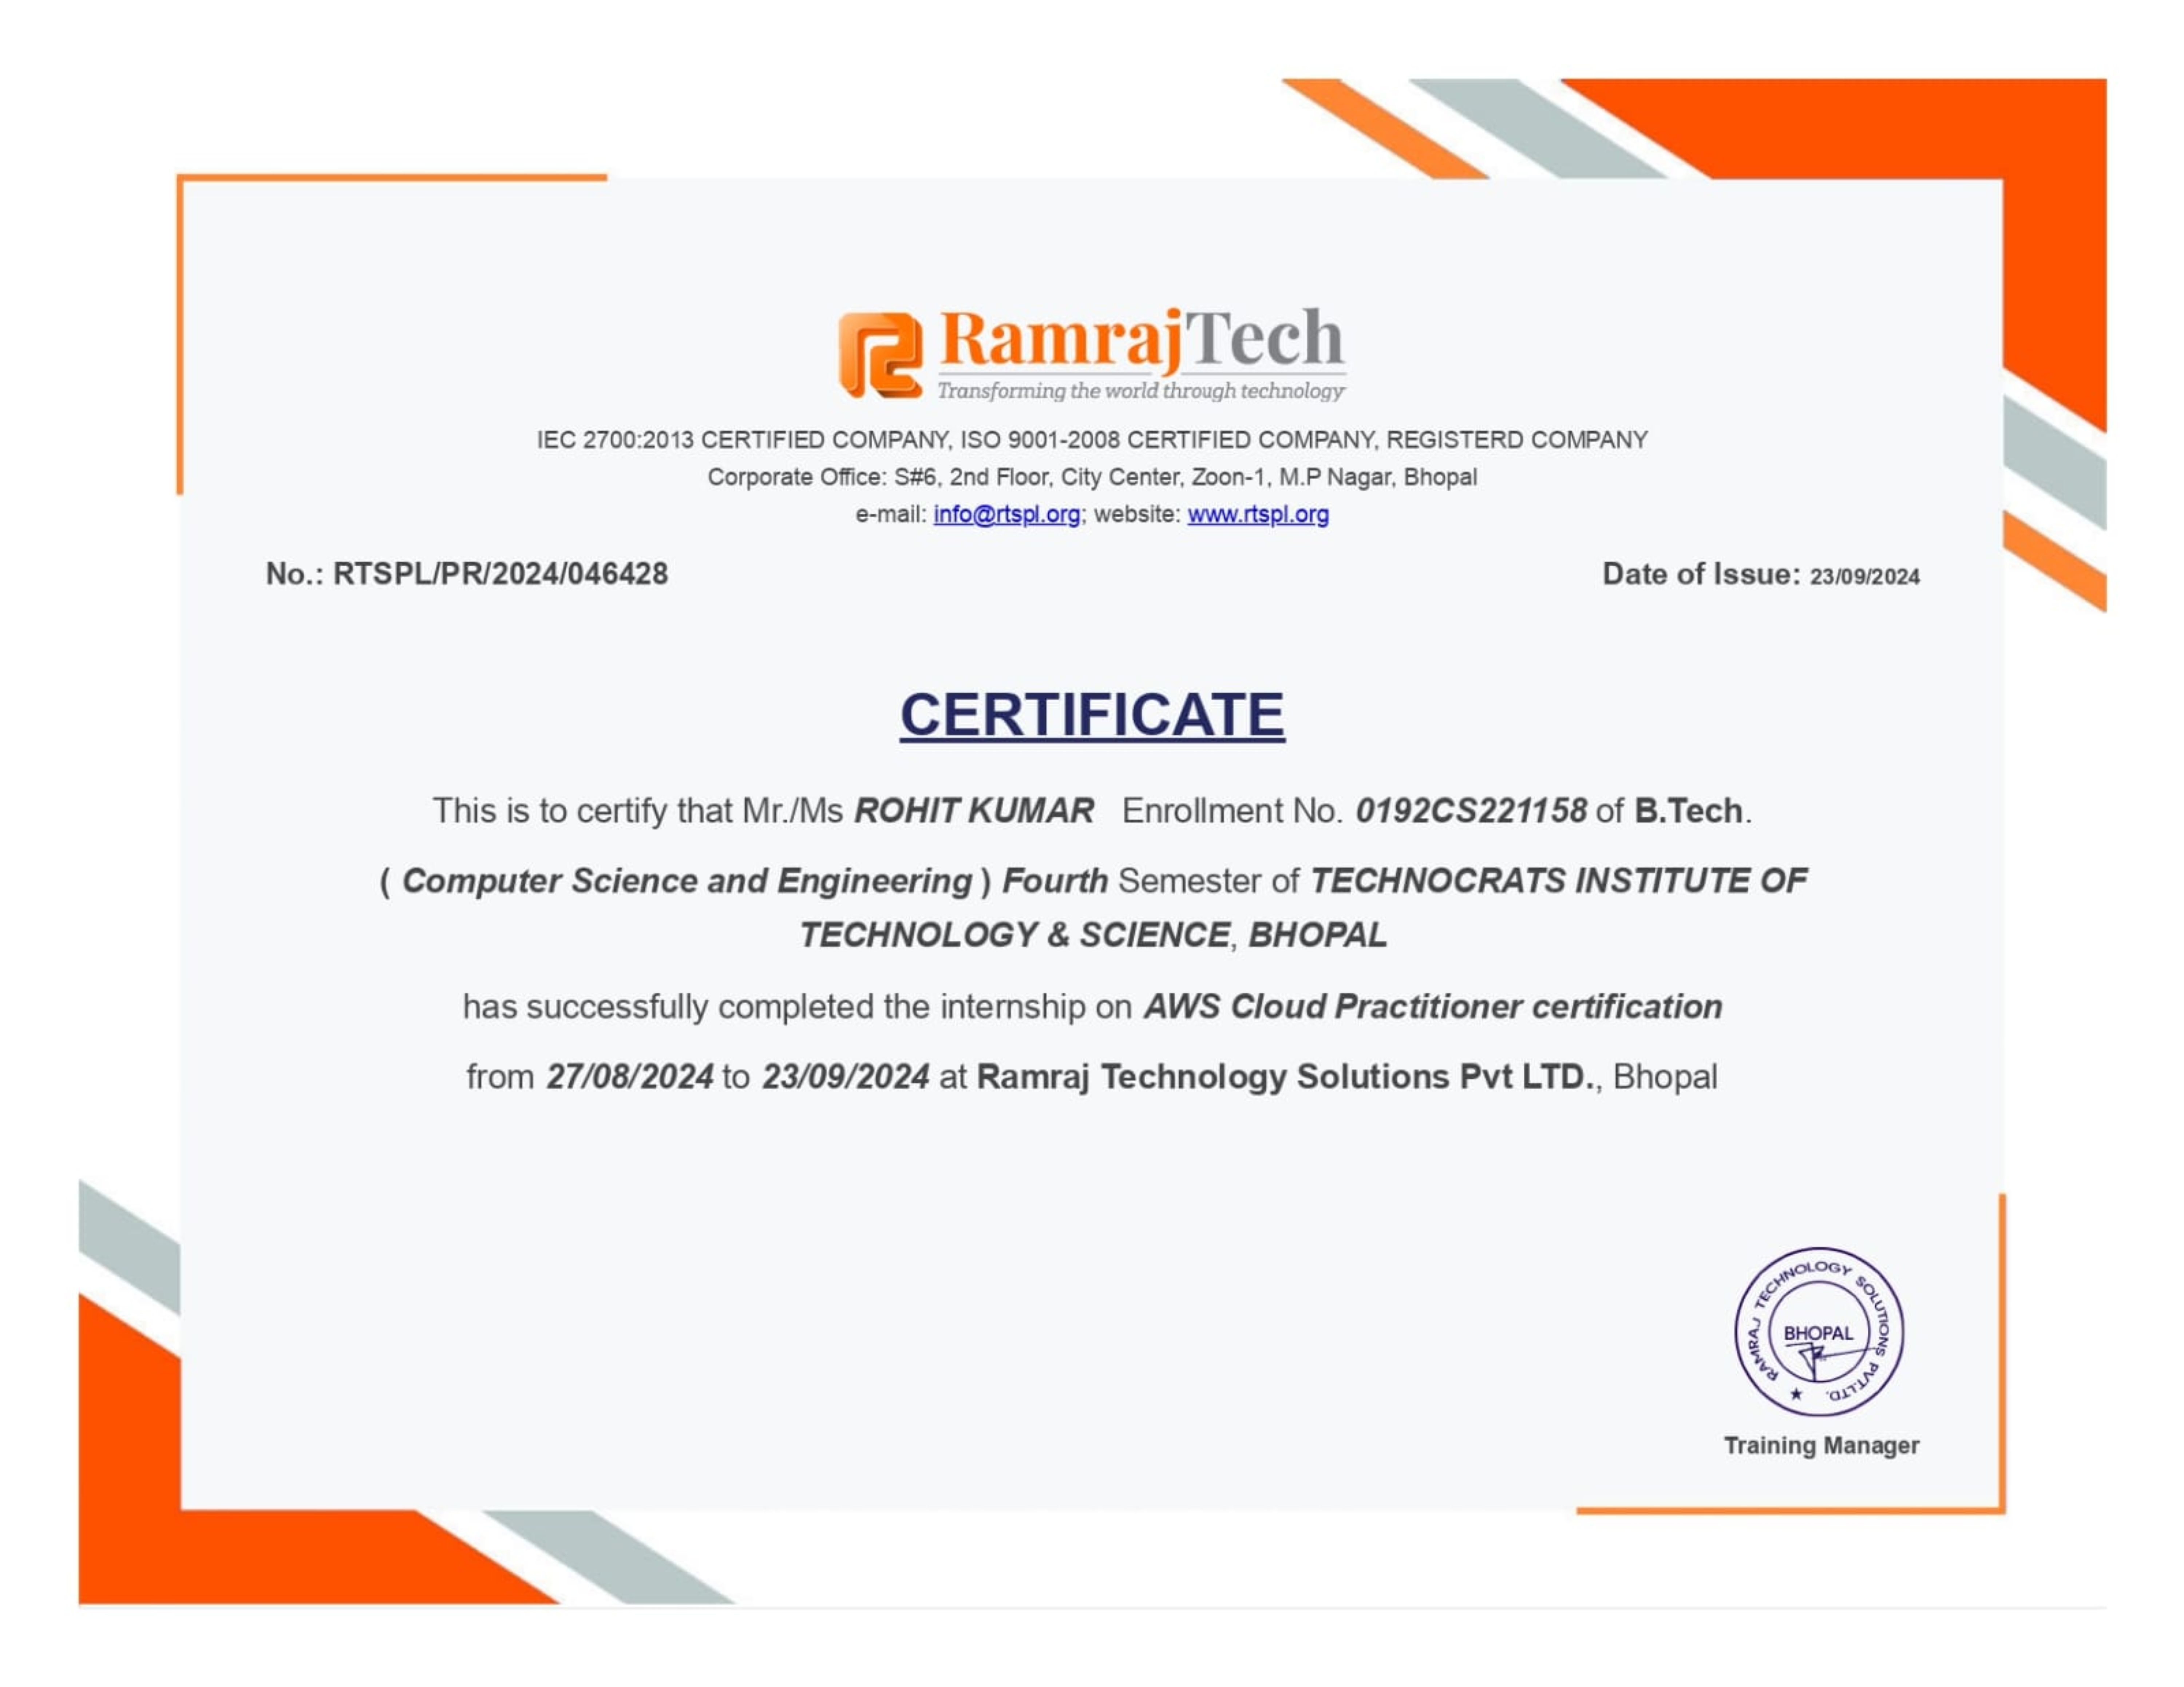 RamrajTech
Transforming the world through technology
IEC 2700:2013 CERTIFIED COMPANY, ISO 9001-2008 CERTIFIED COMPANY, REGISTERD COMPANY
Corporate Office: S#6, 2nd Floor, City Center, Zoon-1, M.P Nagar, Bhopal
e-mail: info@rtspl.org; website: www.rtspl.org
No.: RTSPL/PR/2024/046428
Date of Issue: 23/09/2024
CERTIFICATE
This is to certify that Mr./Ms ROHIT KUMAR Enrollment No. 0192CS221158 of B.Tech.
( Computer Science and Engineering ) Fourth Semester of TECHNOCRATS INSTITUTE OF
TECHNOLOGY & SCIENCE, BHOPAL
has successfully completed the internship on AWS Cloud Practitioner certification
from 27/08/2024 to 23/09/2024 at Ramraj Technology Solutions Pvt LTD., Bhopal
RAMRAJ TECHNOLOGY SOLUTIONS PVT.LTD.
BHOPAL
Training Manager